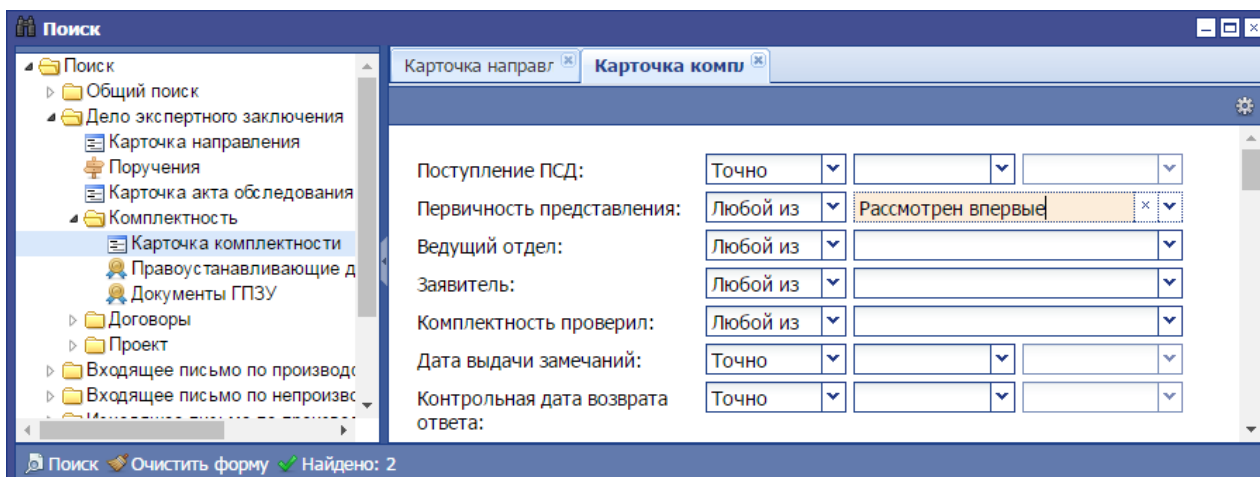 Поиск
Поиск
Общий поиск
Дело экспертного заключения
Карточка направления
Поручения
Карточка акта обследования
Комплектность
Карточка комплектности
Правоустанавливающие д
Документы ГПЗУ
Договоры
Проект
Входящее письмо по производс
Входящее письмо по непроизвс
Карточка направл
Карточка компл
Поступление ПСД: Точно
Первичность представления: Любой из Рассмотрен впервые
Ведущий отдел: Любой из
Заявитель: Любой из
Комплектность проверил: Любой из
Дата выдачи замечаний: Точно
Контрольная дата возврата Точно
ответа:
Поиск Очистить форму Найдено: 2